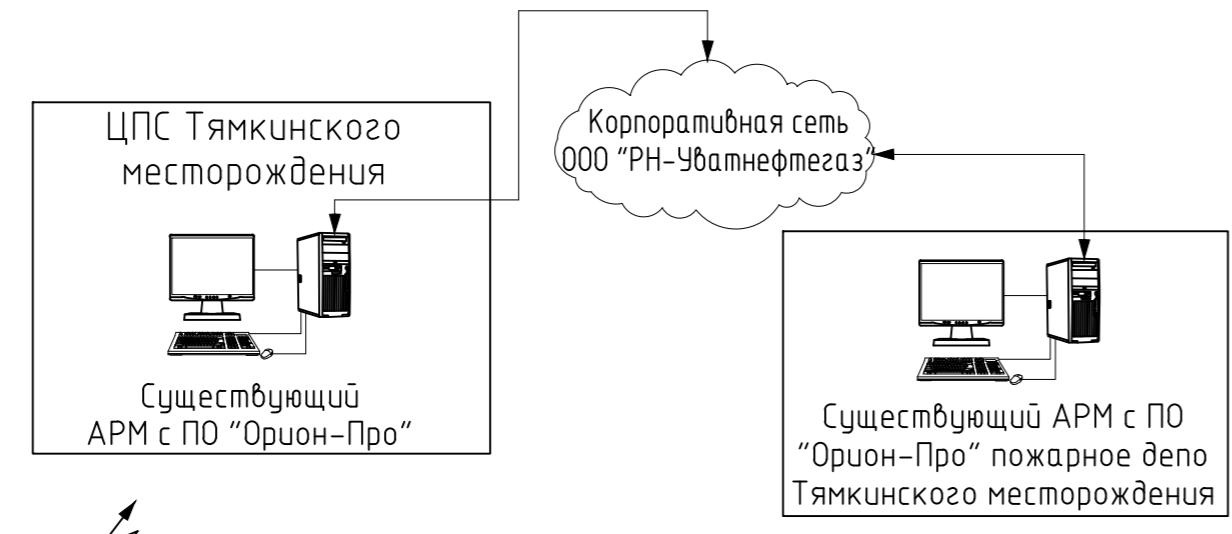 ЦПС Тямкинского
месторождения
Существующий
АРМ с ПО "Орион-Про"
Корпоративная сеть
ООО "РН-Уватнефтегаз"
Существующий АРМ с ПО
"Орион-Про" пожарное депо
Тямкинского месторождения